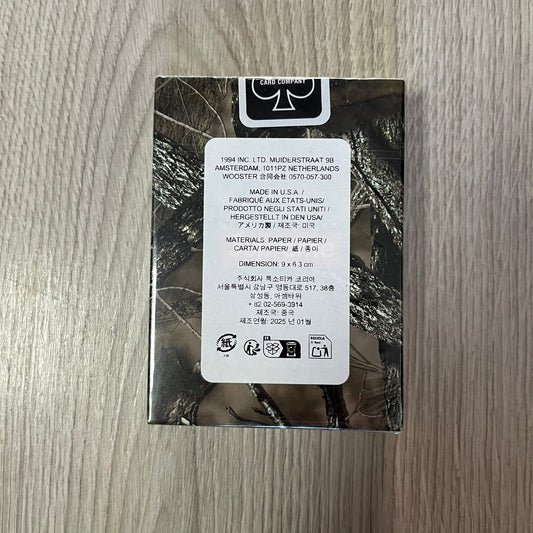 CARD COMPANY
1994 INC. LTD. MUIDERSTRAAT 9B
AMSTERDAM, 1011PZ NETHERLANDS
WOOSTER 合同会社 0570-057-300
MADE IN U.S.A /
FABRIQUÉ AUX ÉTATS-UNIS/
PRODOTTO NEGLI STATI UNITI /
HERGESTELLT IN DEN USA/
アメリカ製 / 제조국: 미국
MATERIALS: PAPER / PAPIER /
CARTA/ PAPIER/ 紙 / 종이
DIMENSION: 9 x 6.3 cm
주식회사 룩소티카 코리아
서울특별시 강남구 영동대로 517, 38층
삼성동, 아셈타워
+ 82 02-569-3914
제조국: 중국
제조연월: 2025 년 01월
紙